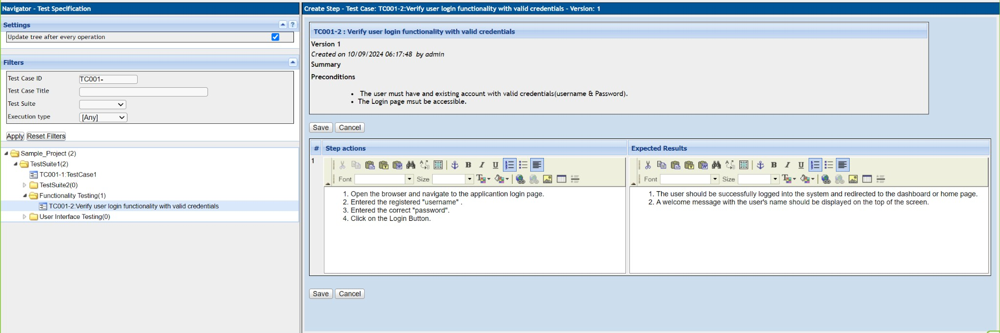 Navigator - Test Specification
Settings
?
Update tree after every operation
Filters
Test Case ID TC001-
Test Case Title
Test Suite
Execution type [Any]
Apply Reset Filters
Sample_Project (2)
TestSuite1(2)
TC001-1:TestCase1
TestSuite2(0)
Functionality Testing(1)
TC001-2:Verify user login functionality with valid credentials
User Interface Testing(0)
Create Step - Test Case: TC001-2:Verify user login functionality with valid credentials - Version: 1
TC001-2 : Verify user login functionality with valid credentials
Version 1
Created on 10/09/2024 06:17:48 by admin
Summary
Preconditions
• The user must have and existing account with valid credentials(username & Password).
• The Login page msut be accessible.
Save Cancel
# Step actions Expected Results
1
B I U
Font Size
1. Open the browser and navigate to the applicantion login page.
2. Entered the registered "username" .
3. Entered the correct "password".
4. Click on the Login Button.
B I U
Font Size
1. The user should be successfully logged into the system and redirected to the dashboard or home page.
2. A welcome message with the user's name should be displayed on the top of the screen.
Save Cancel